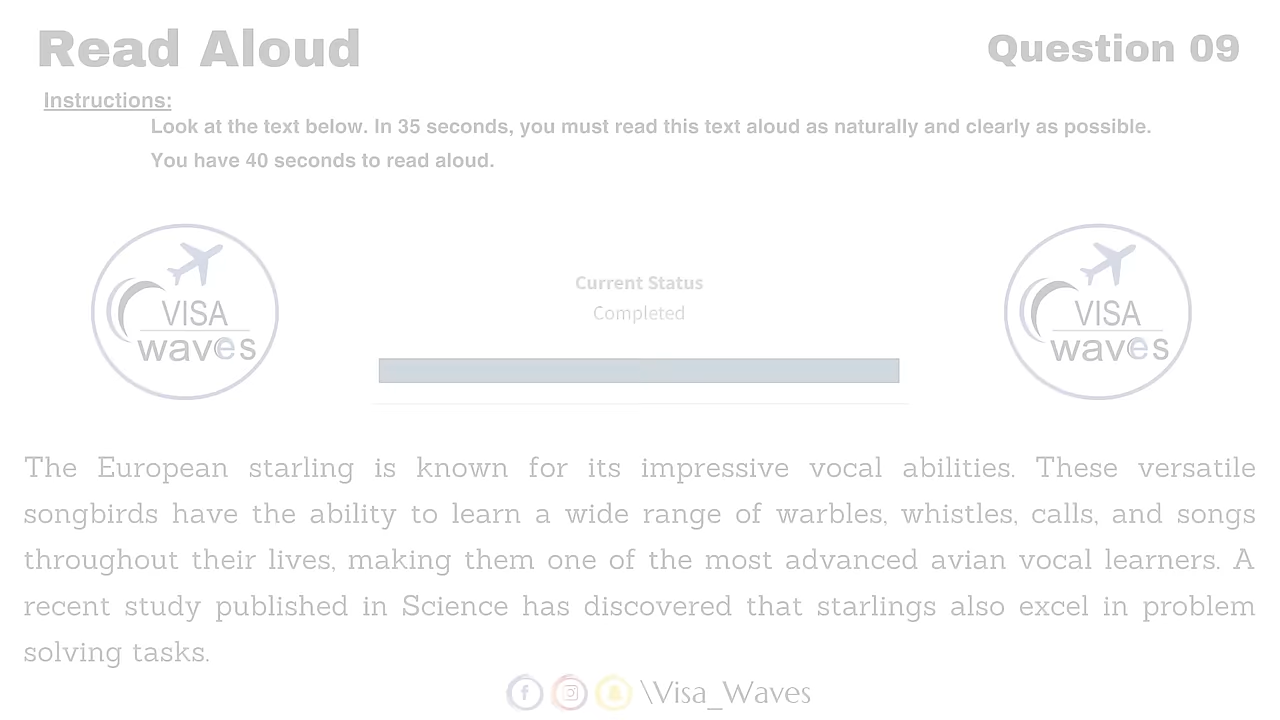 Read Aloud
Question 09
Instructions:
Look at the text below. In 35 seconds, you must read this text aloud as naturally and clearly as possible.
You have 40 seconds to read aloud.
VISA
waves
VISA
waves
Current Status
Completed
The European starling is known for its impressive vocal abilities. These versatile
songbirds have the ability to learn a wide range of warbles, whistles, calls, and songs
throughout their lives, making them one of the most advanced avian vocal learners. A
recent study published in Science has discovered that starlings also excel in problem
solving tasks.
\Visa_Waves